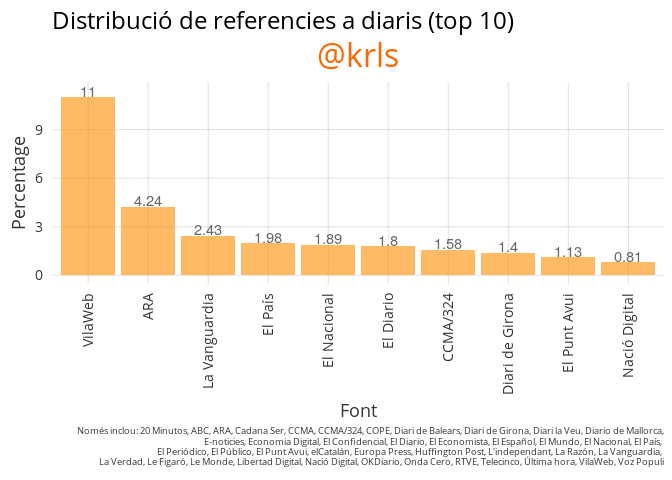 Distribució de referencies a diaris (top 10)
@krls
Percentage
9
6
3
0
11
4.24
2.43
1.98
1.89
1.8
1.58
1.4
1.13
0.81
VilaWeb
ARA
La Vanguardia
El País
El Nacional
El Diario
CCMA/324
Diari de Girona
El Punt Avui
Nació Digital
Font
Només inclou: 20 Minutos, ABC, ARA, Cadana Ser, CCMA, CCMA/324, COPE, Diari de Balears, Diari de Girona, Diari la Veu, Diario de Mallorca,
E-noticies, Economia Digital, El Confidencial, El Diario, El Economista, El Español, El Mundo, El Nacional, El País,
El Periódico, El Público, El Punt Avui, elCatalán, Europa Press, Huffington Post, L'independant, La Razón, La Vanguardia,
La Verdad, Le Figaró, Le Monde, Libertad Digital, Nació Digital, OKDiario, Onda Cero, RTVE, Telecinco, Última hora, VilaWeb, Voz Populi